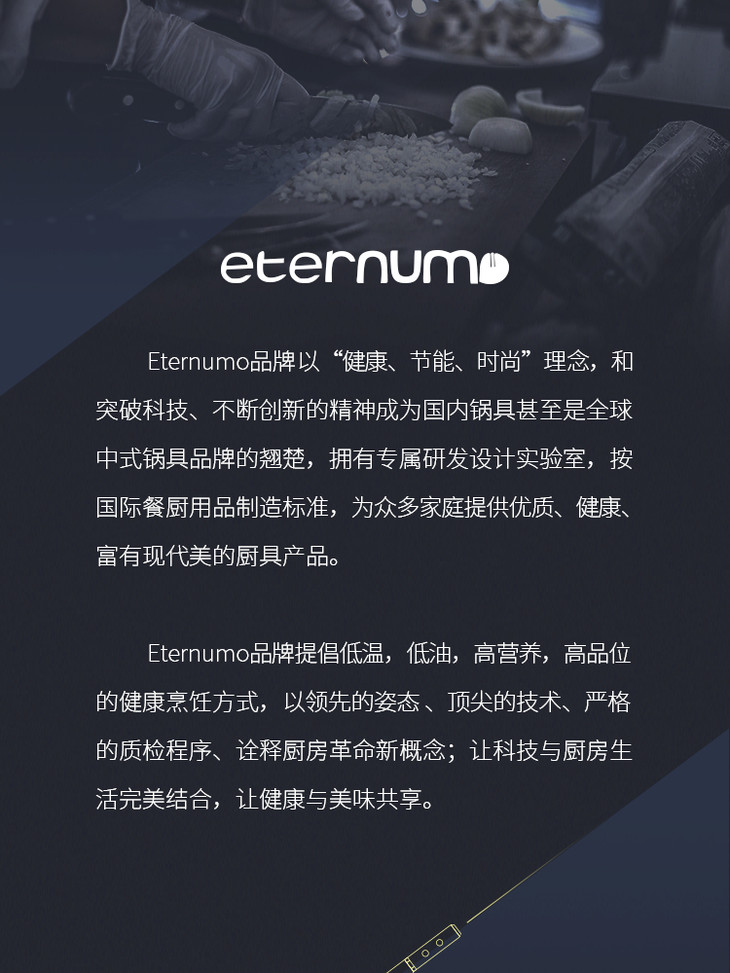 eternumo
Eternumo品牌以“健康、节能、时尚”理念，和
突破科技、不断创新的精神成为国内锅具甚至是全球
中式锅具品牌的翘楚，拥有专属研发设计实验室，按
国际餐厨用品制造标准，为众多家庭提供优质、健康、
富有现代美的厨具产品。
Eternumo品牌提倡低温，低油，高营养，高品位
的健康烹饪方式，以领先的姿态、顶尖的技术、严格
的质检程序、诠释厨房革命新概念；让科技与厨房生
活完美结合，让健康与美味共享。